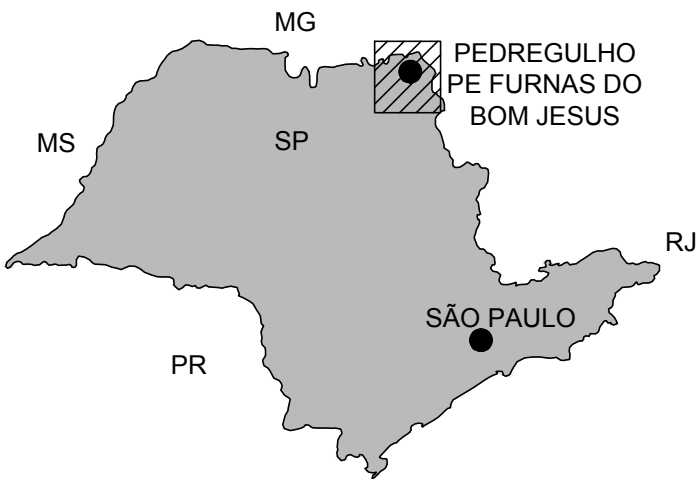 MG
PEDREGULHO
PE FURNAS DO
BOM JESUS
MS
SP
RJ
SÃO PAULO
PR